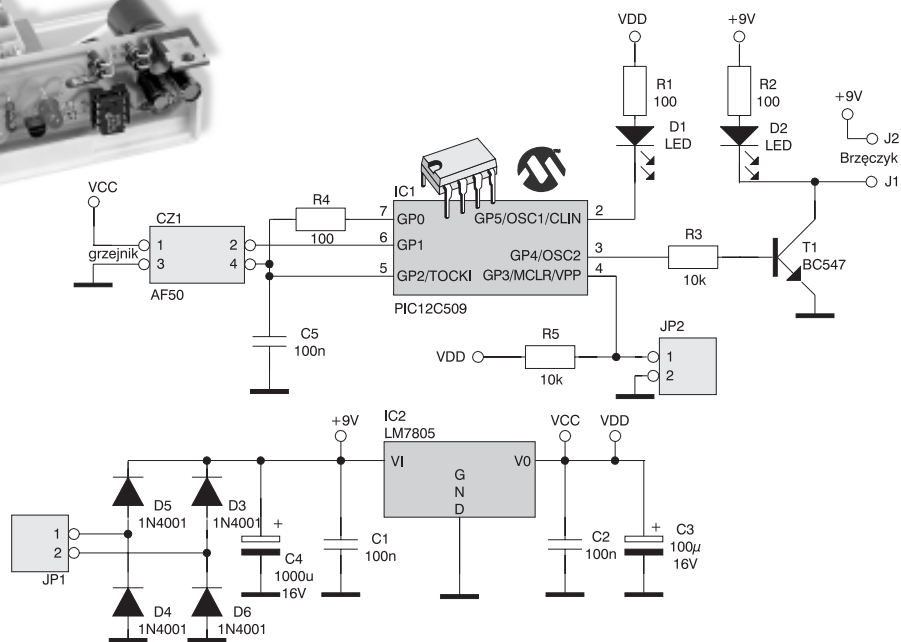 VDD
+9V
R1
100
R2
100
D1
LED
D2
LED
+9V
J2
Brzęczyk
J1
VCC
CZ1
1
grzejnik
3
2
4
AF50
R4
100
IC1
7
GP0
6
GP1
5
GP2/TOCKI
GP5/OSC1/CLIN
2
GP4/OSC2
3
GP3/MCLR/VPP
4
PIC12C509
R3
10k
T1
BC547
C5
100n
VDD
R5
10k
JP2
1
2
+9V
IC2
LM7805
VI
G
N
D
V0
VCC
VDD
D5
1N4001
D3
1N4001
1
2
JP1
+
C4
1000u
16V
C1
100n
C2
100n
+
C3
100µ
16V
D4
1N4001
D6
1N4001